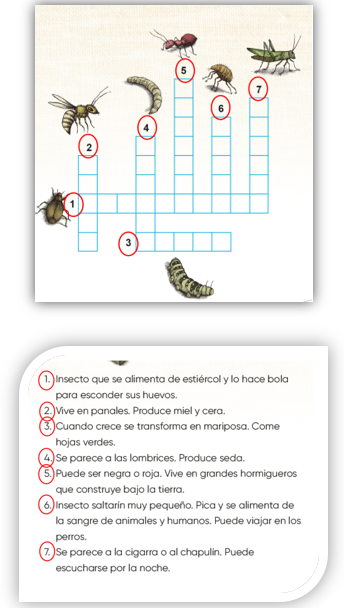 5
7
6
4
2
1
3
1. Insecto que se alimenta de estiércol y lo hace bola
para esconder sus huevos.
2. Vive en panales. Produce miel y cera.
3. Cuando crece se transforma en mariposa. Come
hojas verdes.
4. Se parece a las lombrices. Produce seda.
5. Puede ser negra o roja. Vive en grandes hormigueros
que construye bajo la tierra.
6. Insecto saltarín muy pequeño. Pica y se alimenta de
la sangre de animales y humanos. Puede viajar en los
perros.
7. Se parece a la cigarra o al chapulín. Puede
escucharse por la noche.